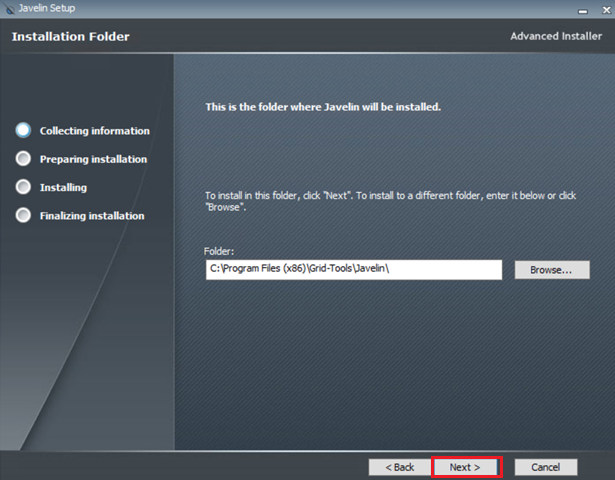 Javelin Setup
Installation Folder
Advanced Installer
This is the folder where Javelin will be installed.
Collecting information
Preparing installation
Installing
Finalizing installation
To install in this folder, click "Next". To install to a different folder, enter it below or click
"Browse".
Folder:
C:\Program Files (x86)\Grid-Tools\Javelin\
Browse...
< Back
Next >
Cancel